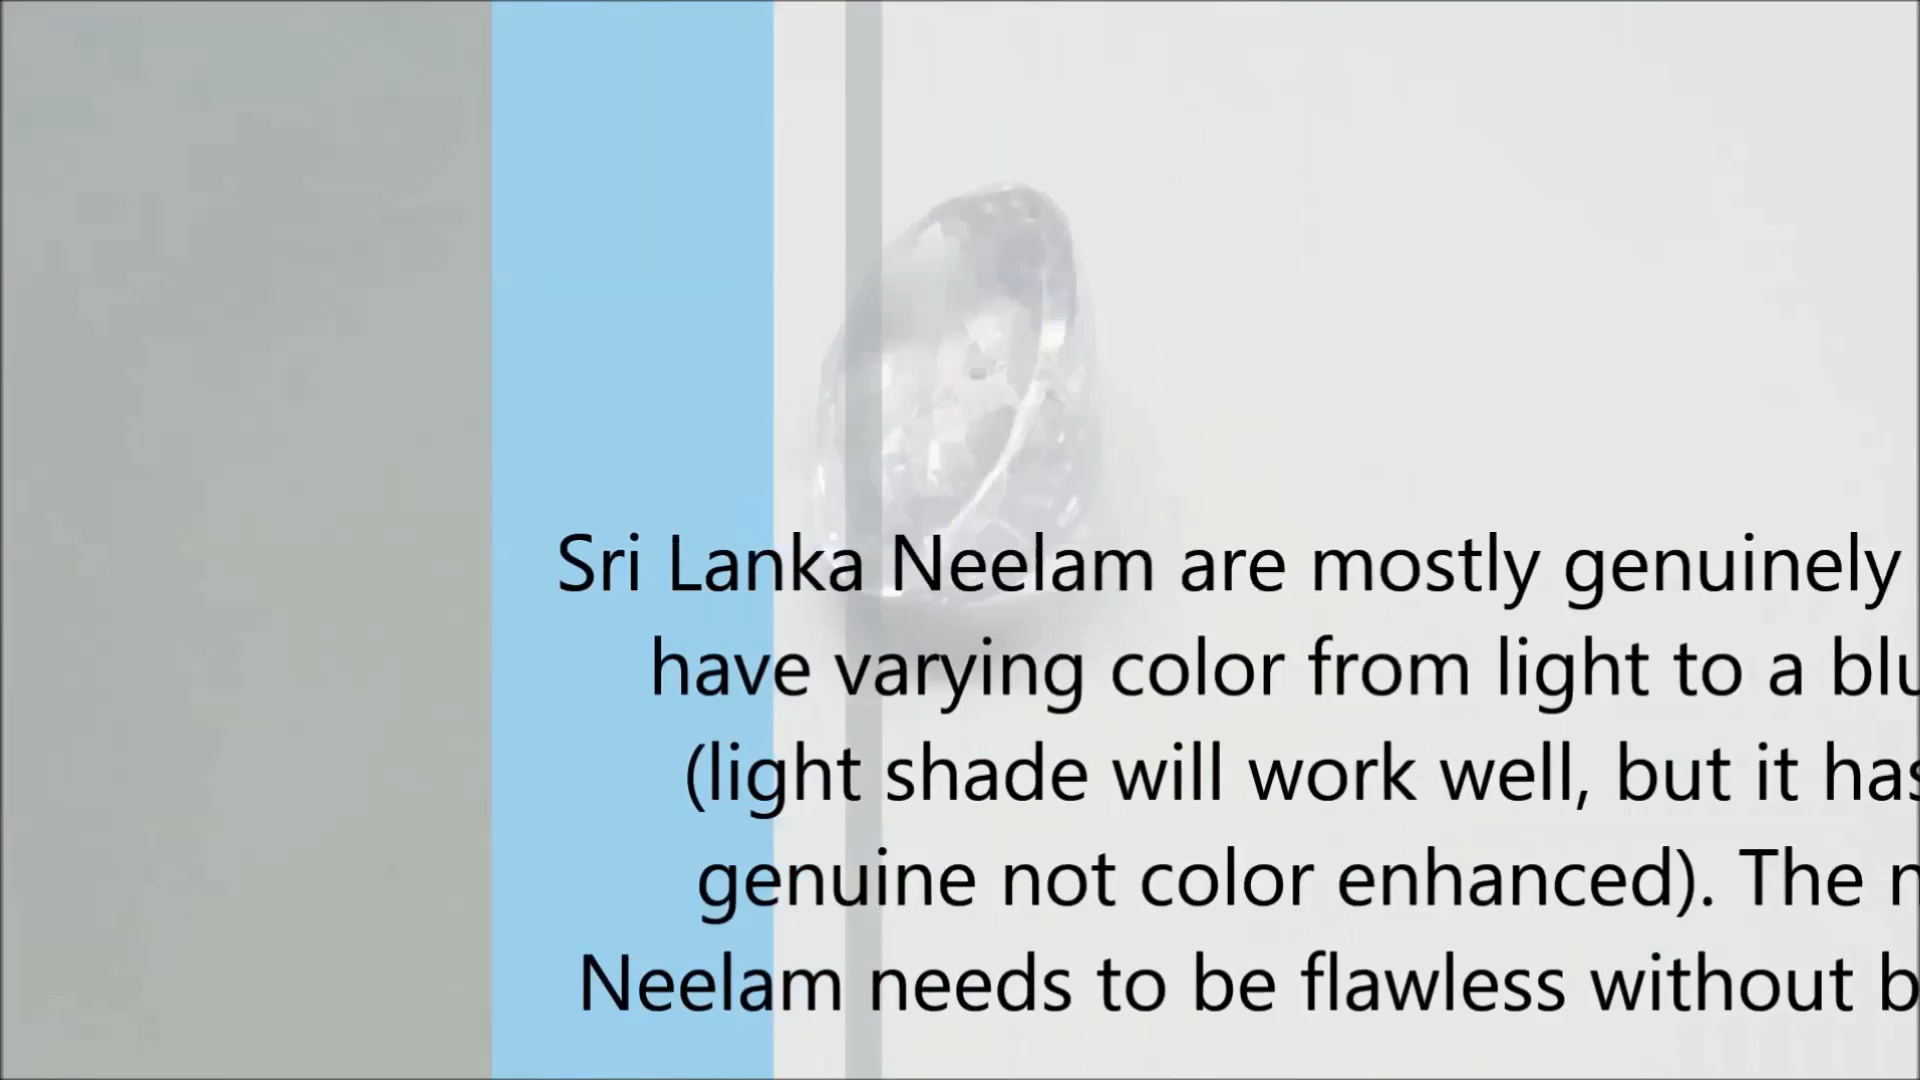 Sri Lanka Neelam are mostly genuinely
have varying color from light to a
(light shade will work well, but it
genuine not color enhanced). The
Neelam needs to be flawless without